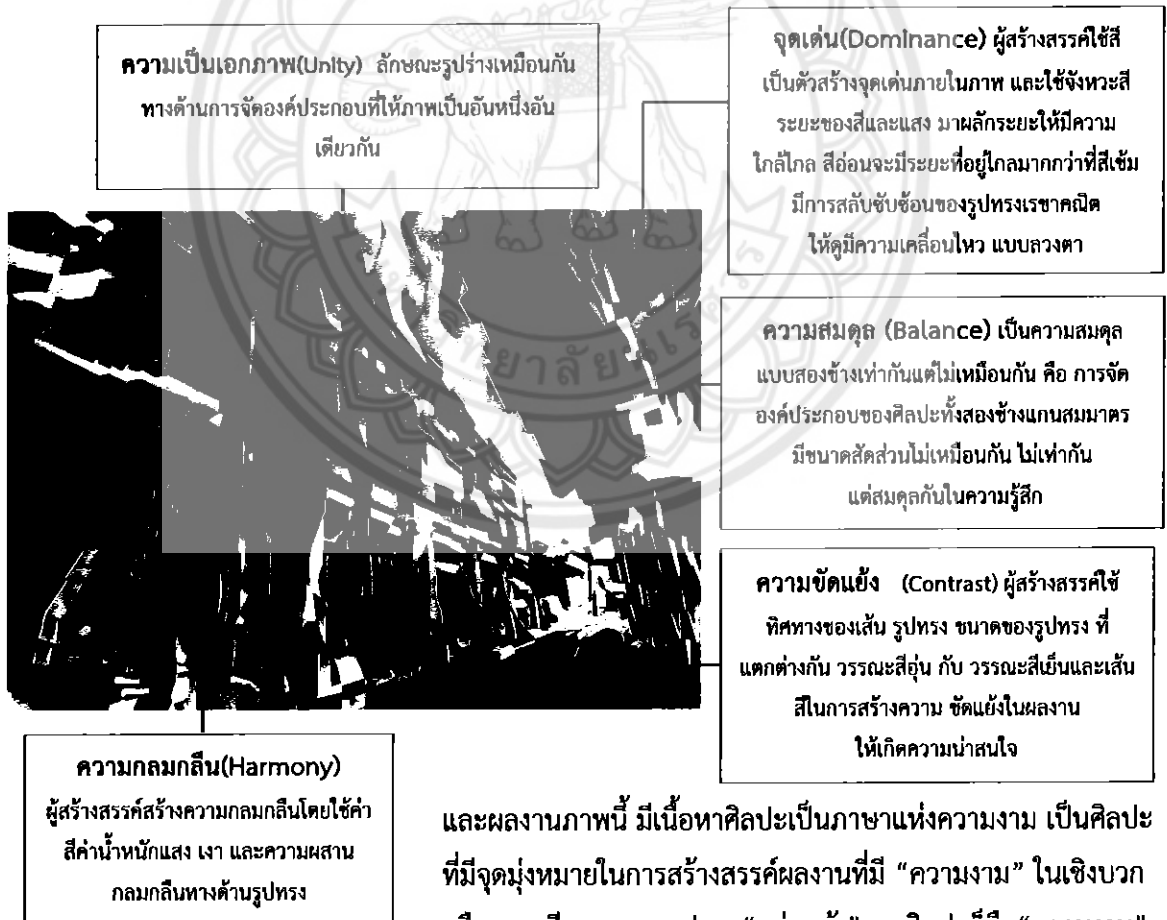 ความเป็นเอกภาพ(Unity) ลักษณะรูปร่างเหมือนกัน
ทางด้านการจัดองค์ประกอบที่ให้ภาพเป็นอันหนึ่งอัน
เดียวกัน
จุดเด่น(Dominance) ผู้สร้างสรรค์ใช้สี
เป็นตัวสร้างจุดเด่นภายในภาพ และใช้จังหวะสี
ระยะของสีและแสง มาผลักระยะให้มีความ
ใกล้ไกล สีอ่อนจะมีระยะที่อยู่ไกลมากกว่าที่สีเข้ม
มีการสลับซับซ้อนของรูปทรงเรขาคณิต
ให้ดูมีความเคลื่อนไหว แบบลวงตา
ความสมดุล (Balance) เป็นความสมดุล
แบบสองข้างเท่ากันแต่ไม่เหมือนกัน คือ การจัด
องค์ประกอบของศิลปะทั้งสองข้างแกนสมมาตร
มีขนาดสัดส่วนไม่เหมือนกัน ไม่เท่ากัน
แต่สมดุลกันในความรู้สึก
ความขัดแย้ง (Contrast) ผู้สร้างสรรค์ใช้
ทิศทางของเส้น รูปทรง ขนาดของรูปทรง ที่
แตกต่างกัน วรรณะสีอุ่น กับ วรรณะสีเย็นและเส้น
สีในการสร้างความ ขัดแย้งในผลงาน
ให้เกิดความน่าสนใจ
ความกลมกลืน(Harmony)
ผู้สร้างสรรค์สร้างความกลมกลืนโดยใช้ค่า
สีค่าน้ำหนักแสง เงา และความผสาน
กลมกลืนทางด้านรูปทรง
และผลงานภาพนี้ มีเนื้อหาศิลปะเป็นภาษาแห่งความงาม เป็นศิลปะ
ที่มีจุดมุ่งหมายในการสร้างสรรค์ผลงานที่มี “ความงาม” ในเชิงบวก